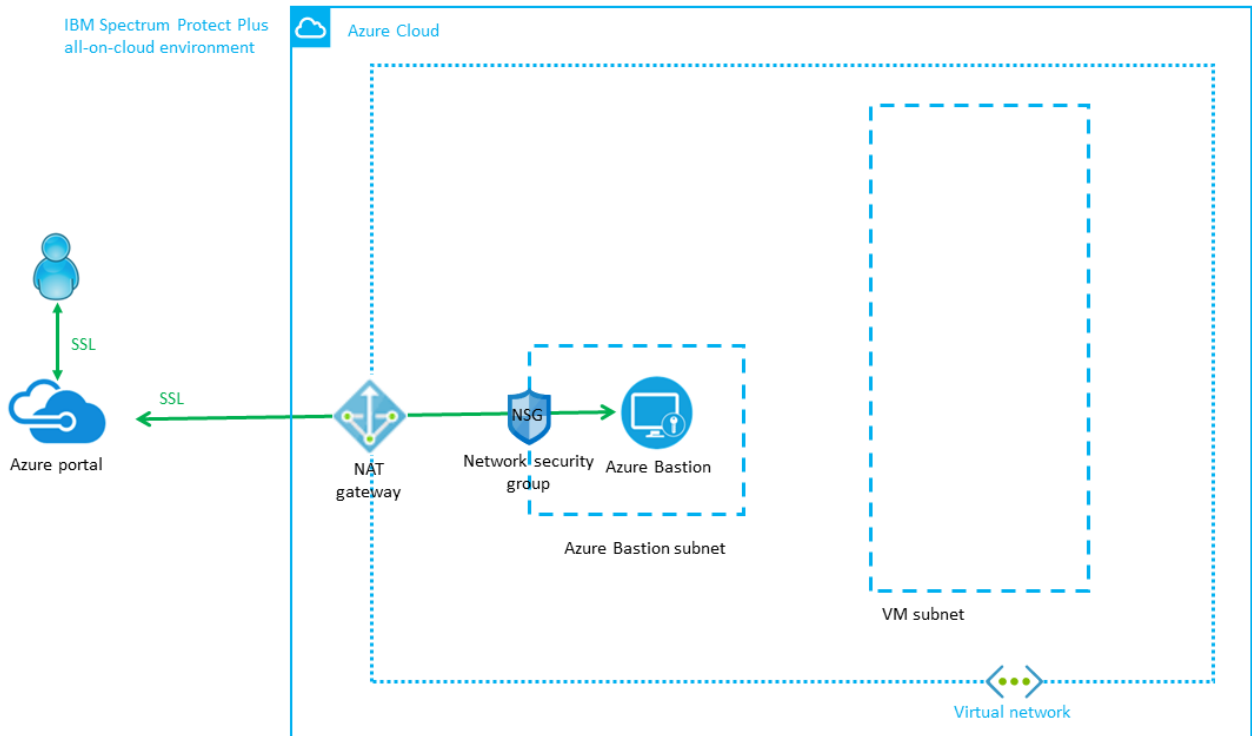 IBM Spectrum Protect Plus
all-on-cloud environment
Azure Cloud
SSL
SSL
NSG
Azure portal
NAT
gateway
Network security
group
Azure Bastion
Azure Bastion subnet
VM subnet
Virtual network